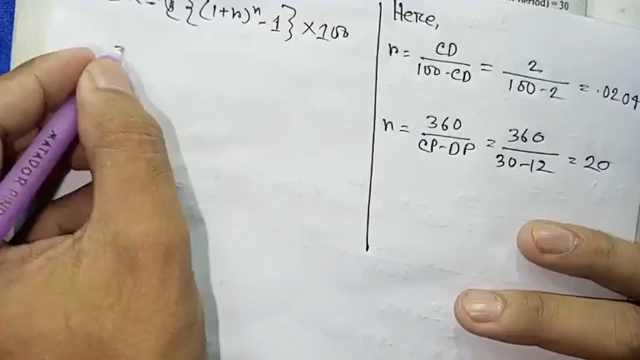 {(1+n)ⁿ-1} × 100
Here,
n = CD/100-CD = 2/100-2 = .0204
n = 360/CP-DP = 360/30-12 = 20
= 30
MATADOR